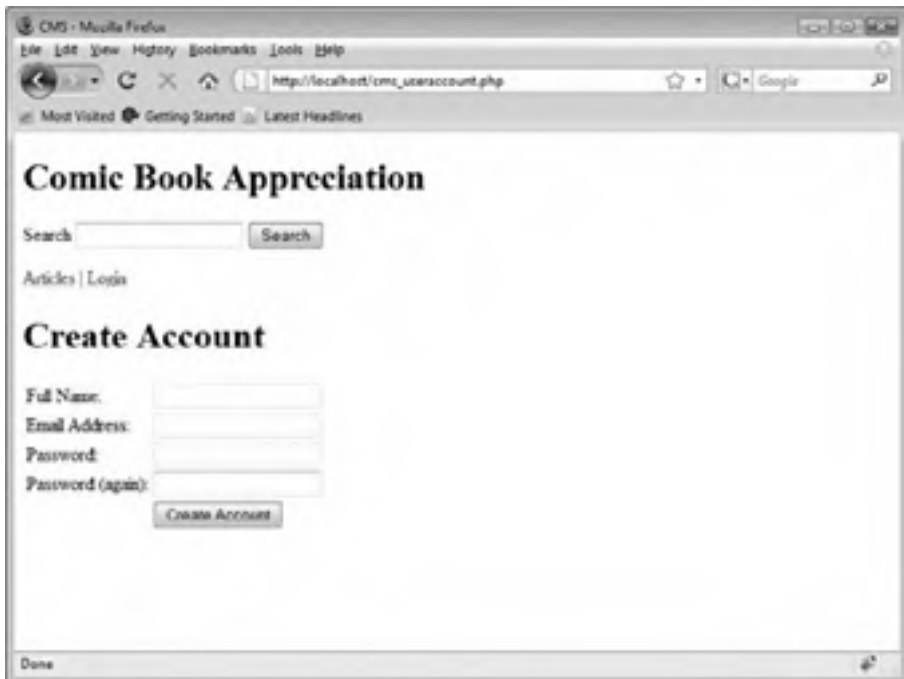 CMS - Mozilla Firefox
File Edit View History Bookmarks Tools Help
http://localhost/cms_useraccount.php
Google
Most Visited Getting Started Latest Headlines
Comic Book Appreciation
Search Search
Articles | Login
Create Account
Full Name:
Email Address:
Password:
Password (again):
Create Account
Done